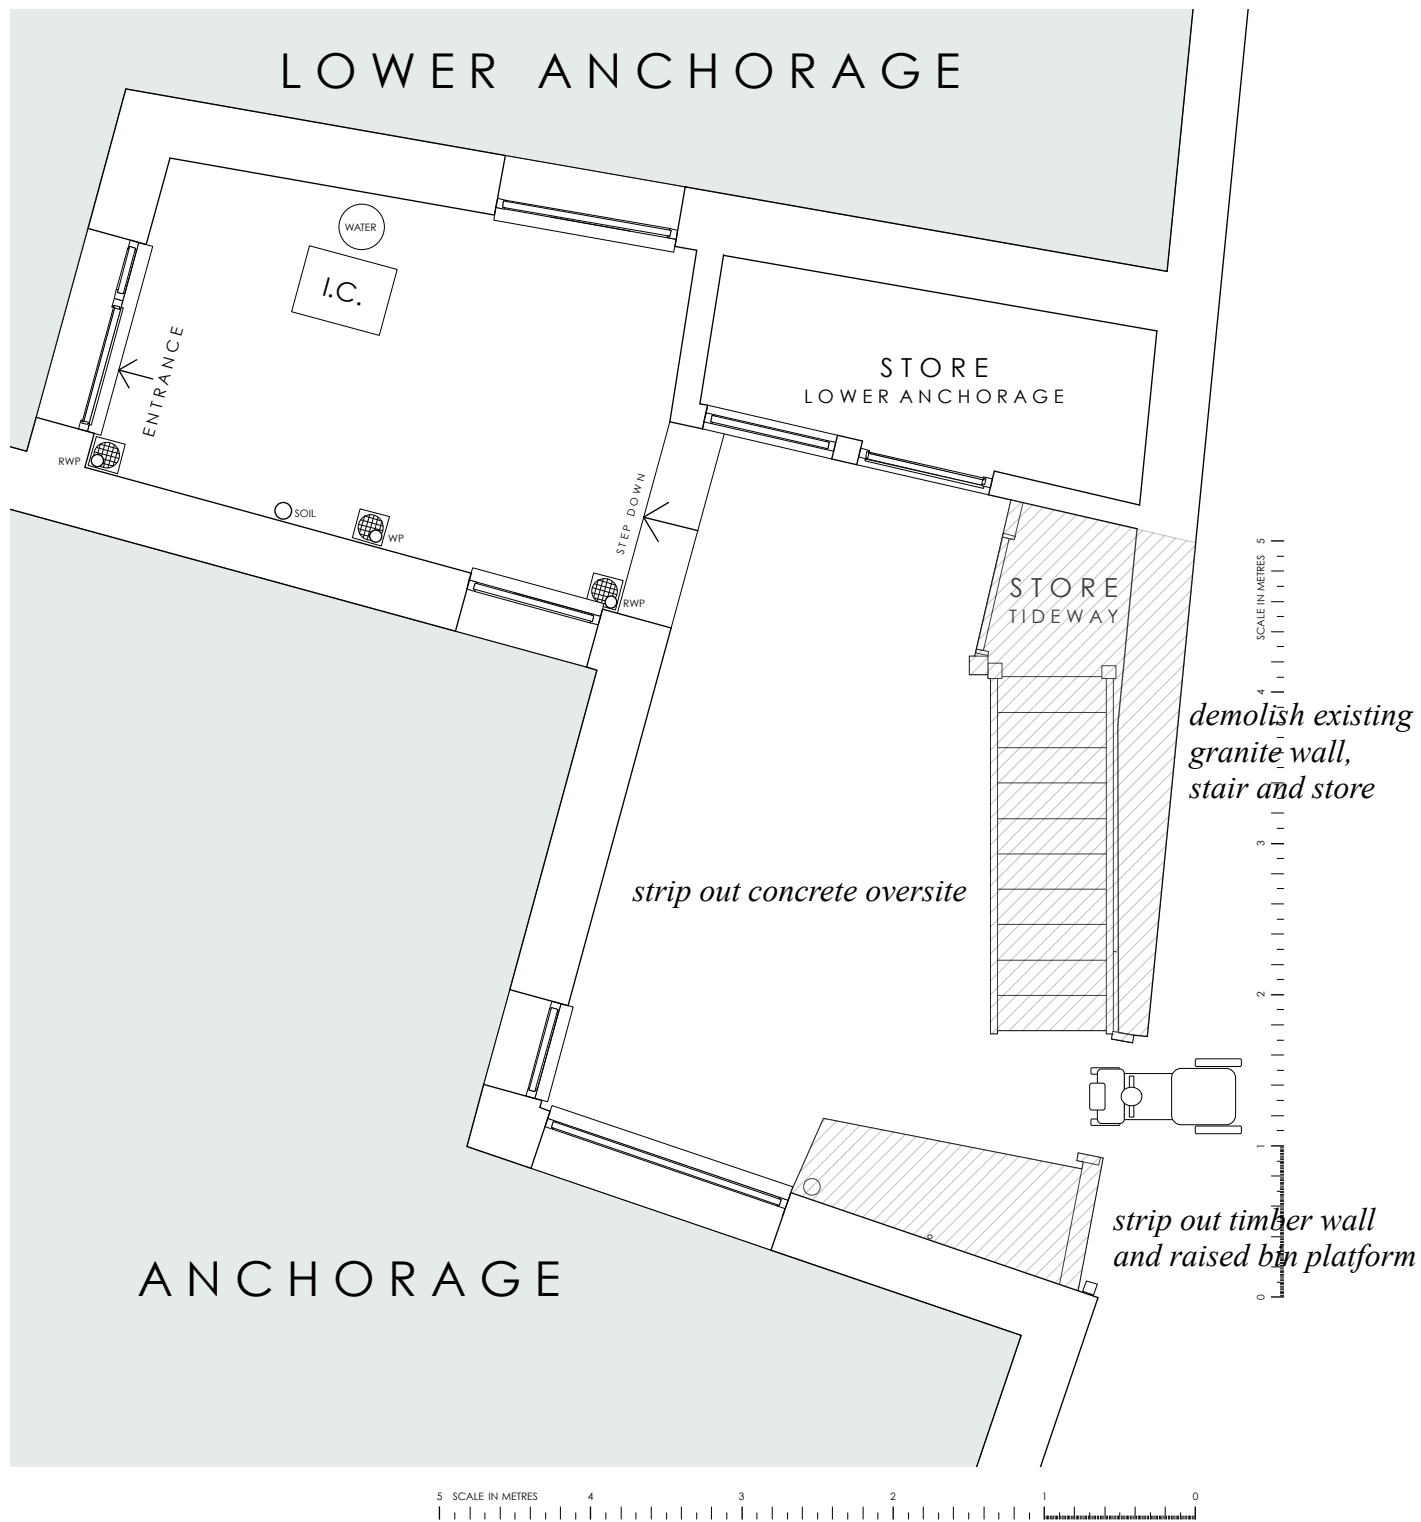 LOWER ANCHORAGE
WATER
I.C.
ENTRANCE
STORE
LOWER ANCHORAGE
RWP
SOIL
WP
STEP DOWN
RWP
STORE
TIDEWAY
5
SCALE IN METRES
4
demolish existing
granite wall,
stair and store
3
strip out concrete oversite
2
1
strip out timber wall
and raised bin platform
0
ANCHORAGE
5 SCALE IN METRES 4 3 2 1 0